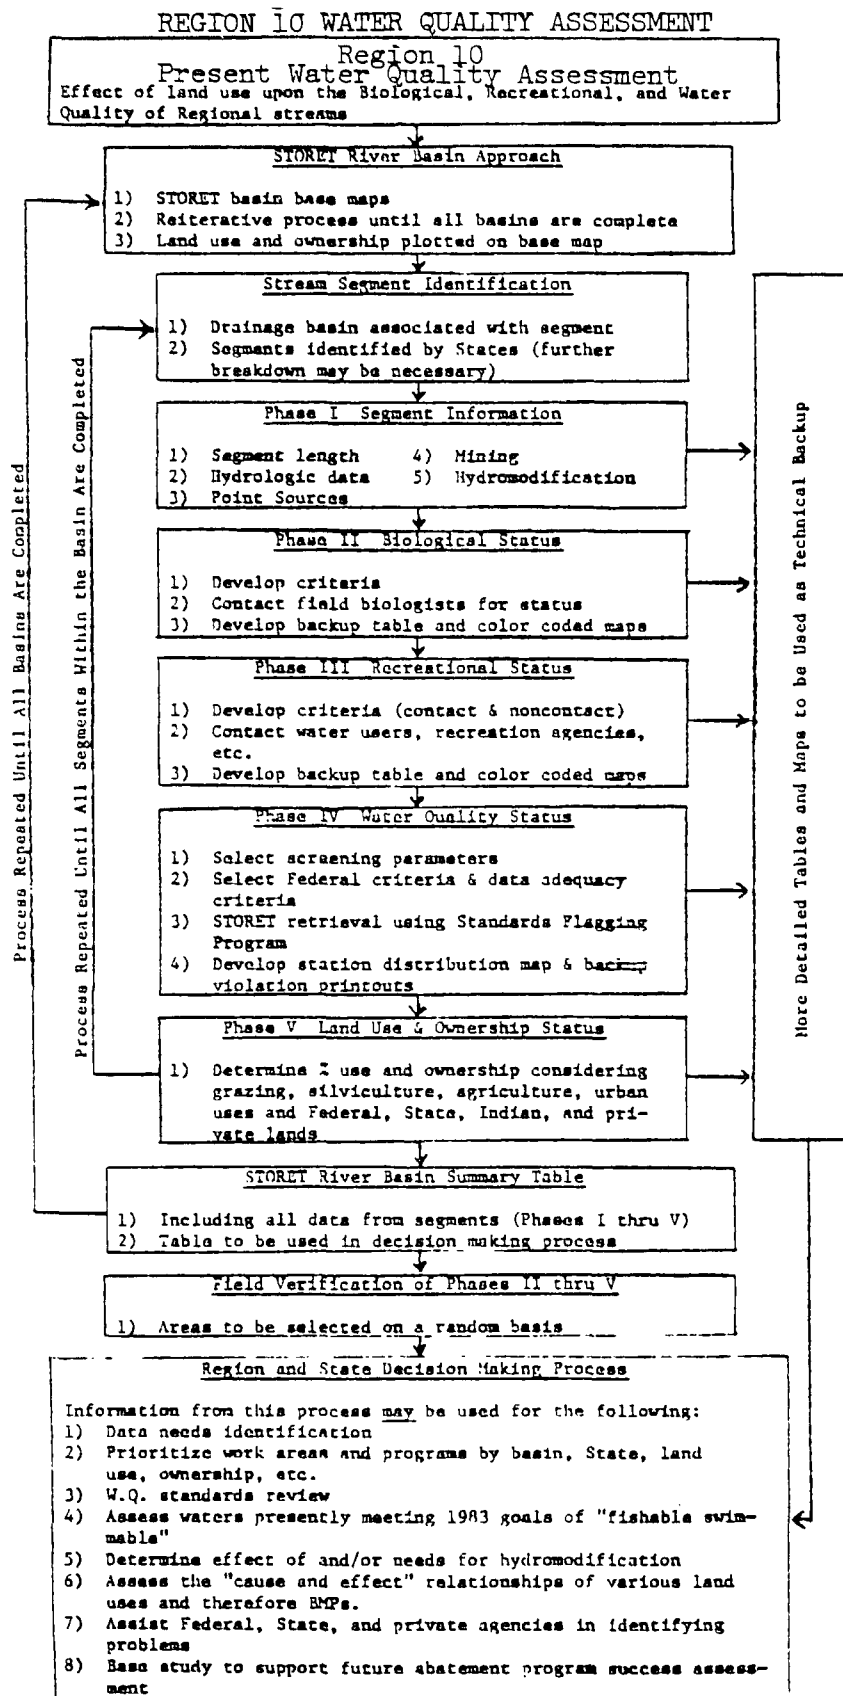 REGION 10 WATER QUALITY ASSESSMENT
Region 10
Present Water Quality Assessment
Effect of land use upon the Biological, Recreational, and Water
Quality of Regional streams
STORET River Basin Approach
1) STORET basin base maps
2) Reiterative process until all basins are complete
3) Land use and ownership plotted on base map
Stream Segment Identification
1) Drainage basin associated with segment
2) Segments identified by States (further
breakdown may be necessary)
Phase I Segment Information
1) Segment length 4) Mining
2) Hydrologic data 5) Hydromodification
3) Point Sources
Phase II Biological Status
1) Develop criteria
2) Contact field biologists for status
3) Develop backup table and color coded maps
Phase III Recreational Status
1) Develop criteria (contact & noncontact)
2) Contact water users, recreation agencies,
etc.
3) Develop backup table and color coded maps
Phase IV Water Quality Status
1) Select screening parameters
2) Select Federal criteria & data adequacy
criteria
3) STORET retrieval using Standards Flagging
Program
4) Develop station distribution map & backup
violation printouts
Phase V Land Use & Ownership Status
1) Determine % use and ownership considering
grazing, silviculture, agriculture, urban
uses and Federal, State, Indian, and pri-
vate lands
STORET River Basin Summary Table
1) Including all data from segments (Phases I thru V)
2) Table to be used in decision making process
Field Verification of Phases II thru V
1) Areas to be selected on a random basis
Region and State Decision Making Process
Information from this process may be used for the following:
1) Data needs identification
2) Prioritize work areas and programs by basin, State, land
use, ownership, etc.
3) W.Q. standards review
4) Assess waters presently meeting 1983 goals of "fishable swim-
mable"
5) Determine effect of and/or needs for hydromodification
6) Assess the "cause and effect" relationships of various land
uses and therefore BMPs.
7) Assist Federal, State, and private agencies in identifying
problems
8) Base study to support future abatement program success assess-
ment
Process Repeated Until All Basins Are Completed
Process Repeated Until All Segments Within the Basin Are Completed
More Detailed Tables and Maps to be Used as Technical Backup